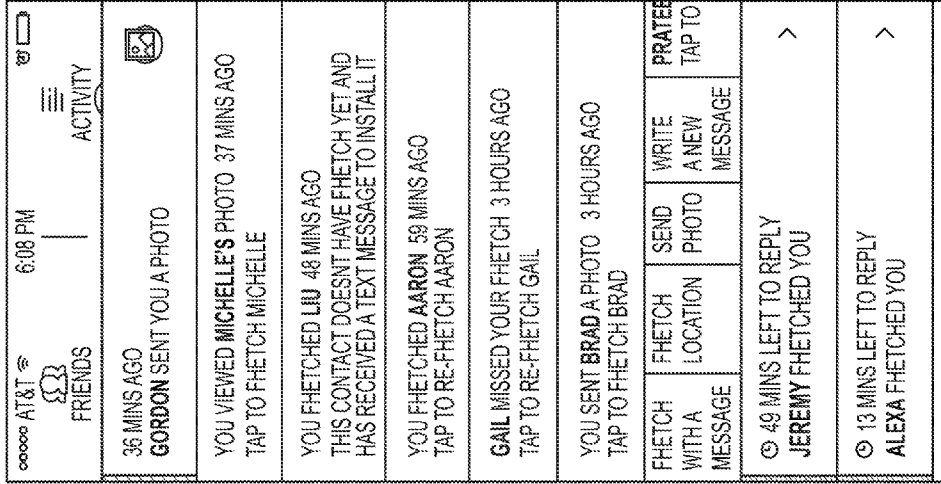 ooooo AT&T 6:08 PM
FRIENDS ACTIVITY
36 MINS AGO
GORDON SENT YOU A PHOTO
YOU VIEWED MICHELLE'S PHOTO 37 MINS AGO
TAP TO FHETCH MICHELLE
YOU FHETCHED LIU 48 MINS AGO
THIS CONTACT DOESNT HAVE FHETCH YET AND
HAS RECEIVED A TEXT MESSAGE TO INSTALL IT
YOU FHETCHED AARON 59 MINS AGO
TAP TO RE-FHETCH AARON
GAIL MISSED YOUR FHETCH 3 HOURS AGO
TAP TO RE-FHETCH GAIL
YOU SENT BRAD A PHOTO 3 HOURS AGO
TAP TO FHETCH BRAD
FHETCH
WITH A
MESSAGE
FHETCH
LOCATION
SEND
PHOTO
WRITE
A NEW
MESSAGE
PRATEE
TAP TO
49 MINS LEFT TO REPLY
JEREMY FHETCHED YOU
13 MINS LEFT TO REPLY
ALEXA FHETCHED YOU